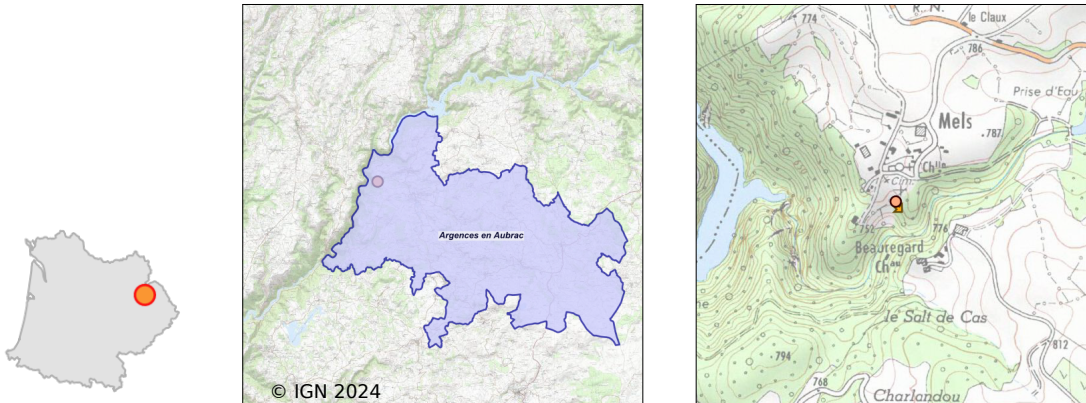 Argences en Aubrac
© IGN 2024
774
R. N.
le Claux
786
Prise d'Eau
Mels
787
Ch^lle
Cim.
752
776
Beauregard
Ch^au
le Salt de Cas
812
794
768
Charlandou